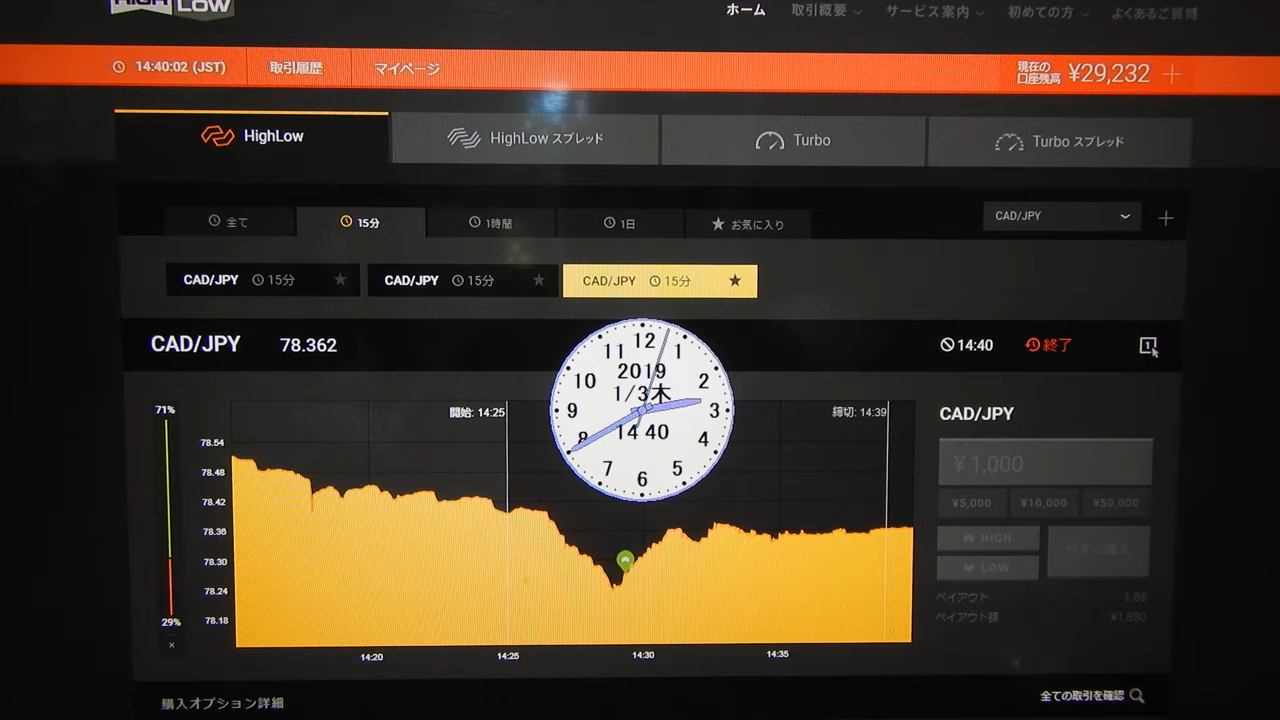 HIGH LOW
ホーム 取引概要 サービス案内 初めての方 よくあるご質問
14:40:02 (JST) 取引履歴 マイページ 現在の口座残高 ¥29,232
HighLow HighLow スプレッド Turbo Turbo スプレッド
全て 15分 1時間 1日 お気に入り CAD/JPY
CAD/JPY 15分 CAD/JPY 15分 CAD/JPY 15分
CAD/JPY 78.362 14:40 終了 1
12
1
2
3
4
5
6
7
8
9
10
11
2019
1/3木
14 40
71%
29%
開始: 14:25 締切: 14:39
78.54
78.48
78.42
78.36
78.30
78.24
78.18
14:20 14:25 14:30 14:35
CAD/JPY
¥1,000
¥5,000 ¥10,000 ¥50,000
HIGH
LOW
今すぐ購入
ペイアウト 1.88
ペイアウト額 ¥1,880
購入オプション詳細 全ての取引を確認